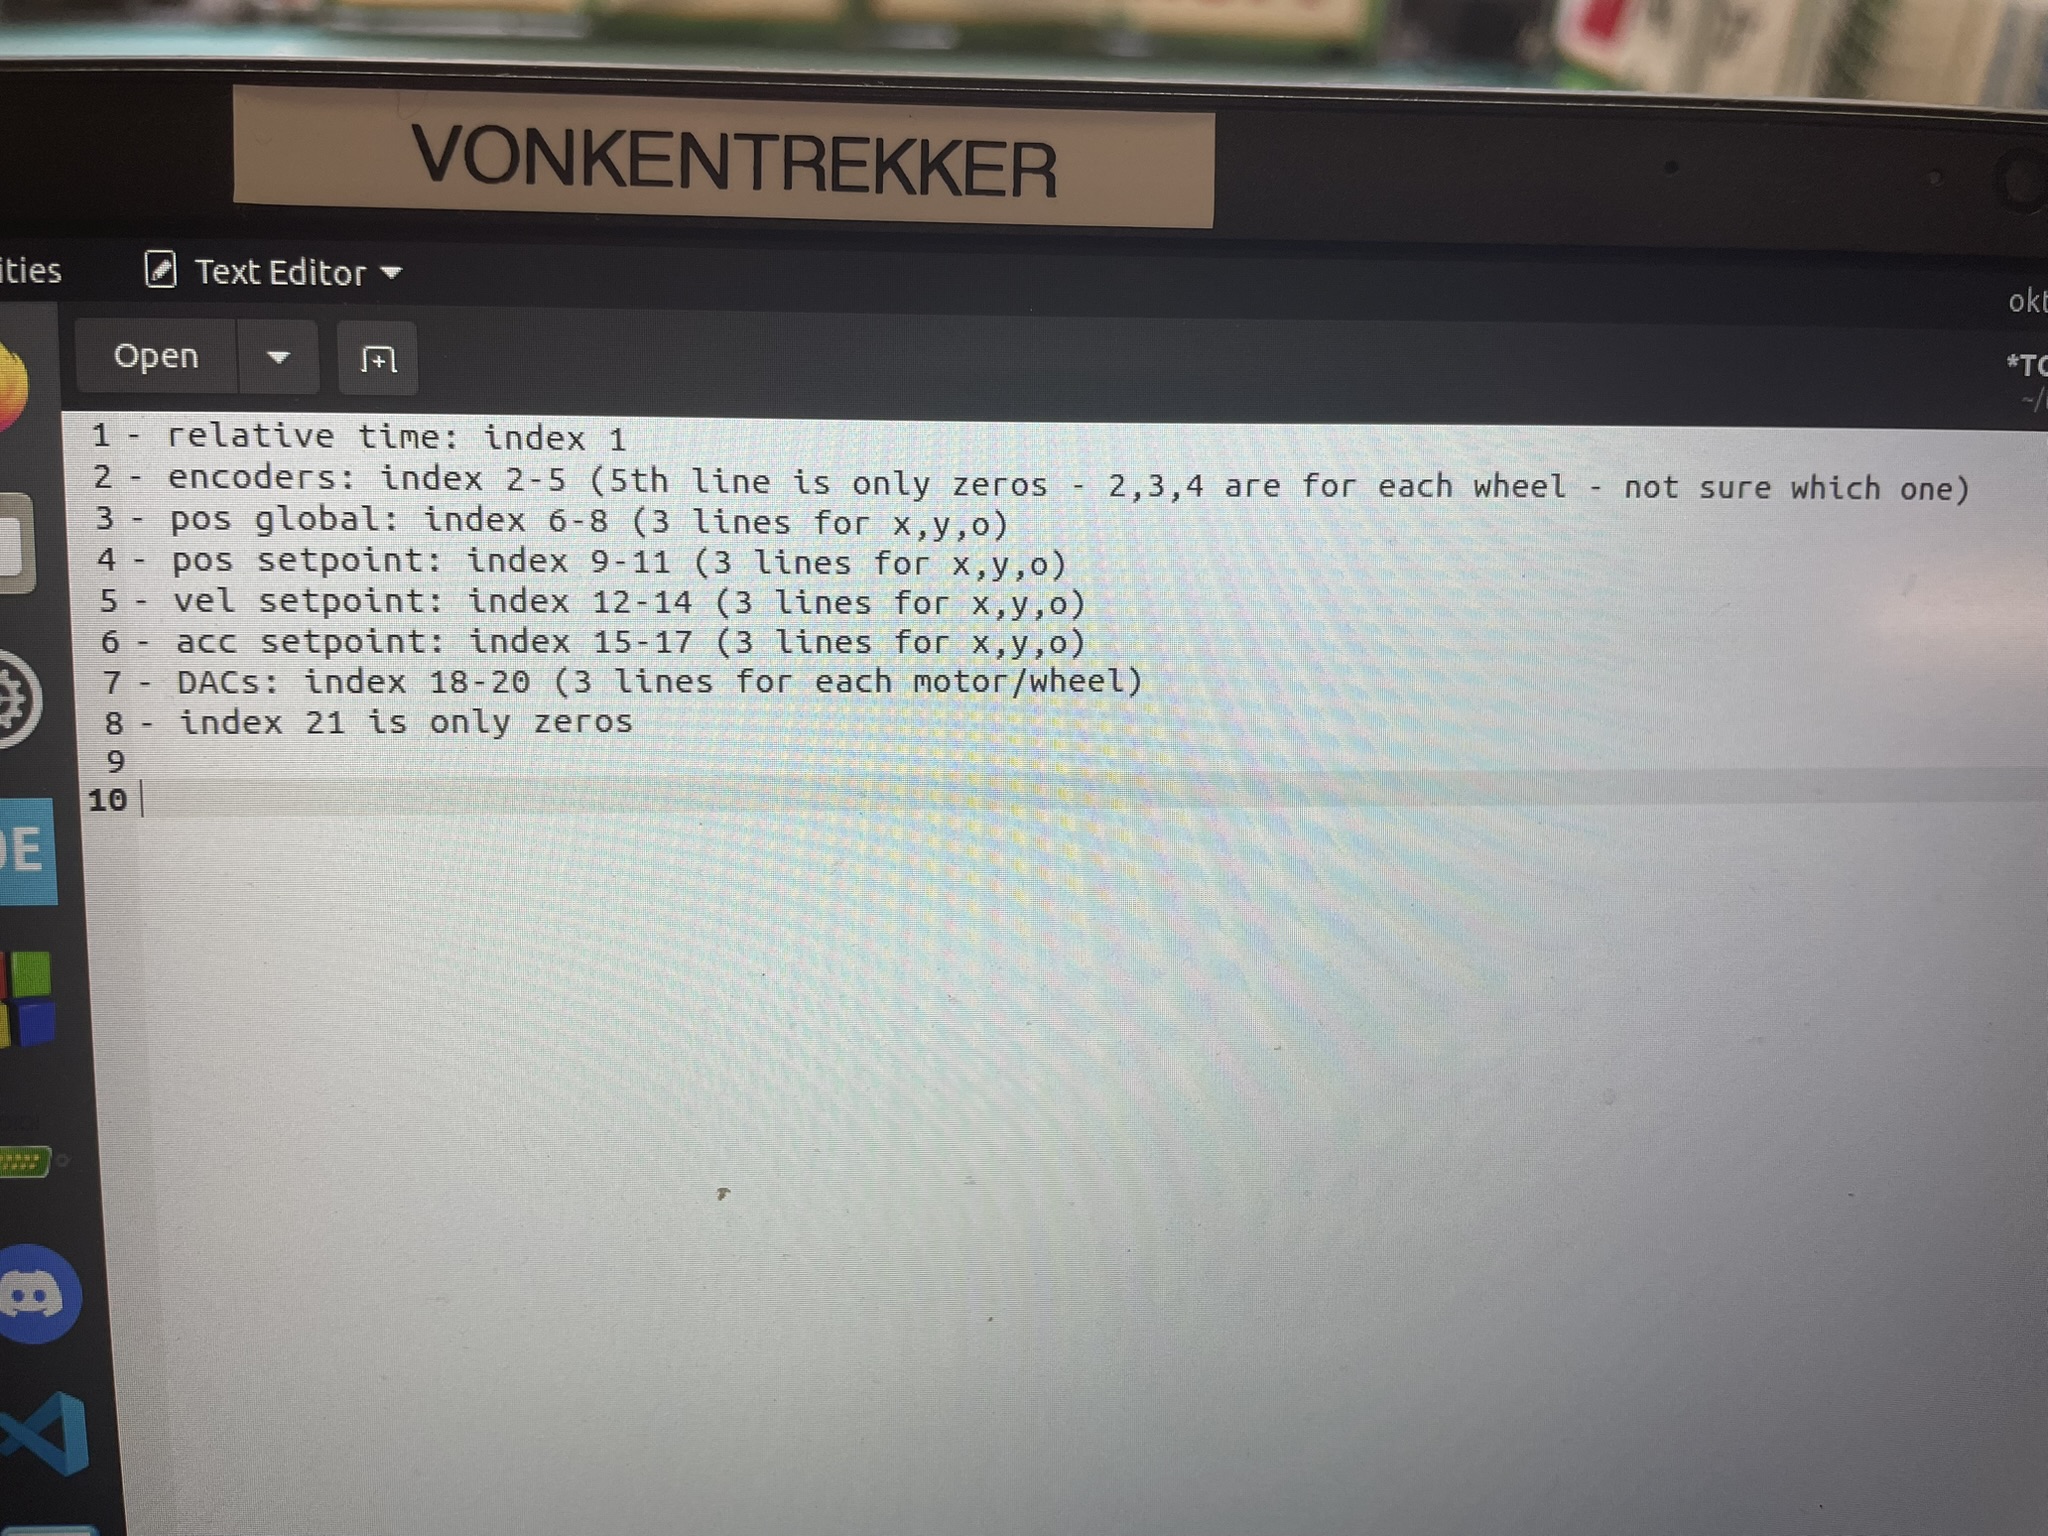 VONKENTREKKER
ities
Text Editor
okt
Open
*TO
~/
1 - relative time: index 1
2 - encoders: index 2-5 (5th line is only zeros - 2,3,4 are for each wheel - not sure which one)
3 - pos global: index 6-8 (3 lines for x,y,o)
4 - pos setpoint: index 9-11 (3 lines for x,y,o)
5 - vel setpoint: index 12-14 (3 lines for x,y,o)
6 - acc setpoint: index 15-17 (3 lines for x,y,o)
7 - DACs: index 18-20 (3 lines for each motor/wheel)
8 - index 21 is only zeros
9
10
DE